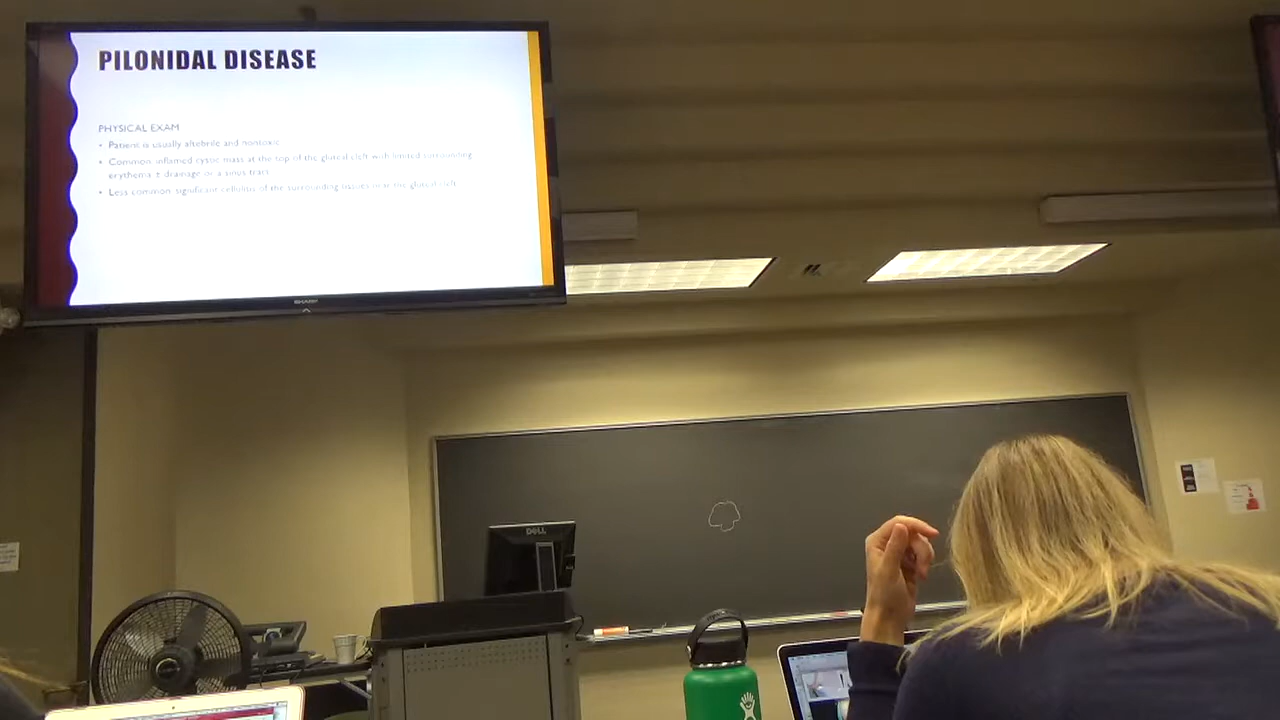 PILONIDAL DISEASE
PHYSICAL EXAM
• Patient is usually afebrile and nontoxic
• Common: inflamed cystic mass at the top of the gluteal cleft with limited surrounding
erythema ± drainage or a sinus tract
• Less common: significant cellulitis of the surrounding tissues near the gluteal cleft
SHARP
DELL